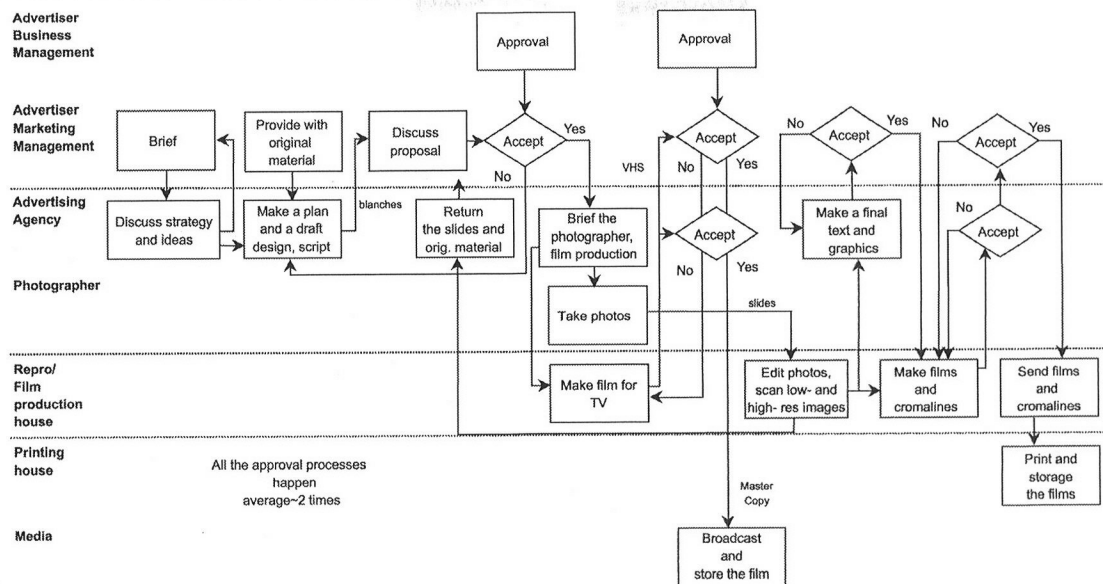 Advertiser
Business
Management
Approval
Approval
Advertiser
Marketing
Management
Brief
Provide with
original
material
Discuss
proposal
Accept
Yes
No
VHS
Accept
No
Yes
No
Accept
Yes
No
Accept
Yes
Advertising
Agency
Discuss strategy
and ideas
Make a plan
and a draft
design, script
blanches
Return
the slides and
orig. material
Brief the
photographer,
film production
Accept
No
Yes
Make a final
text and
graphics
No
Accept
Photographer
Take photos
slides
Repro/
Film
production
house
Make film for
TV
Edit photos,
scan low- and
high- res images
Make films
and
cromalines
Send films
and
cromalines
Printing
house
All the approval processes
happen
average~2 times
Master
Copy
Print and
storage
the films
Media
Broadcast
and
store the film